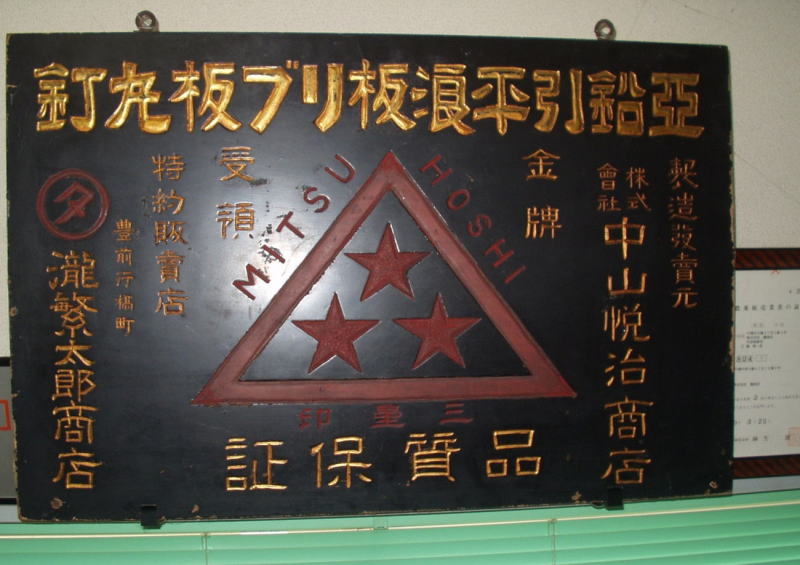 亞鉛引平浪板リブ板丸釘
製造發賣元
株式
會社
中山悦治商店
金牌
受領
MITSU HOSHI
三星印
品質保証
特約販賣店
豊前行橋町
タ
瀧繁太郎商店